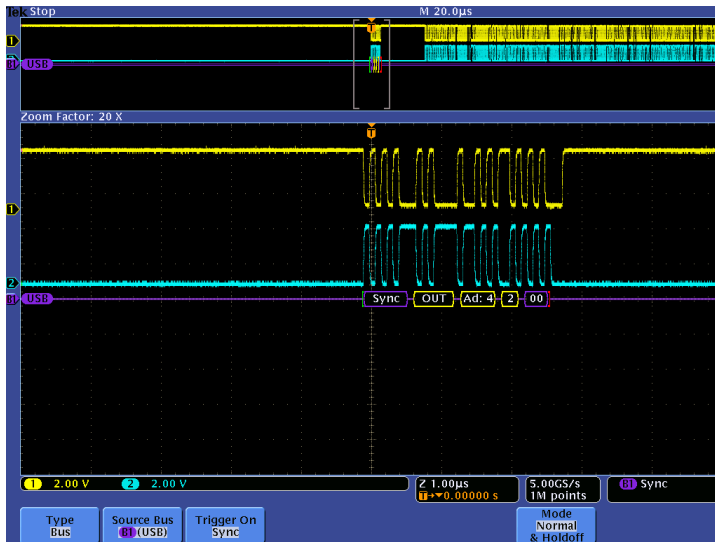 Tek Stop M 20.0µs
T
1
2
B1 USB
Zoom Factor: 20 X
T
1
2
B1 USB Sync OUT Ad: 4 2 00
1 2.00 V 2 2.00 V
Z 1.00µs
T→▼0.00000 s
5.00GS/s
1M points
B1 Sync
Type
Bus
Source Bus
B1 (USB)
Trigger On
Sync
Mode
Normal
& Holdoff